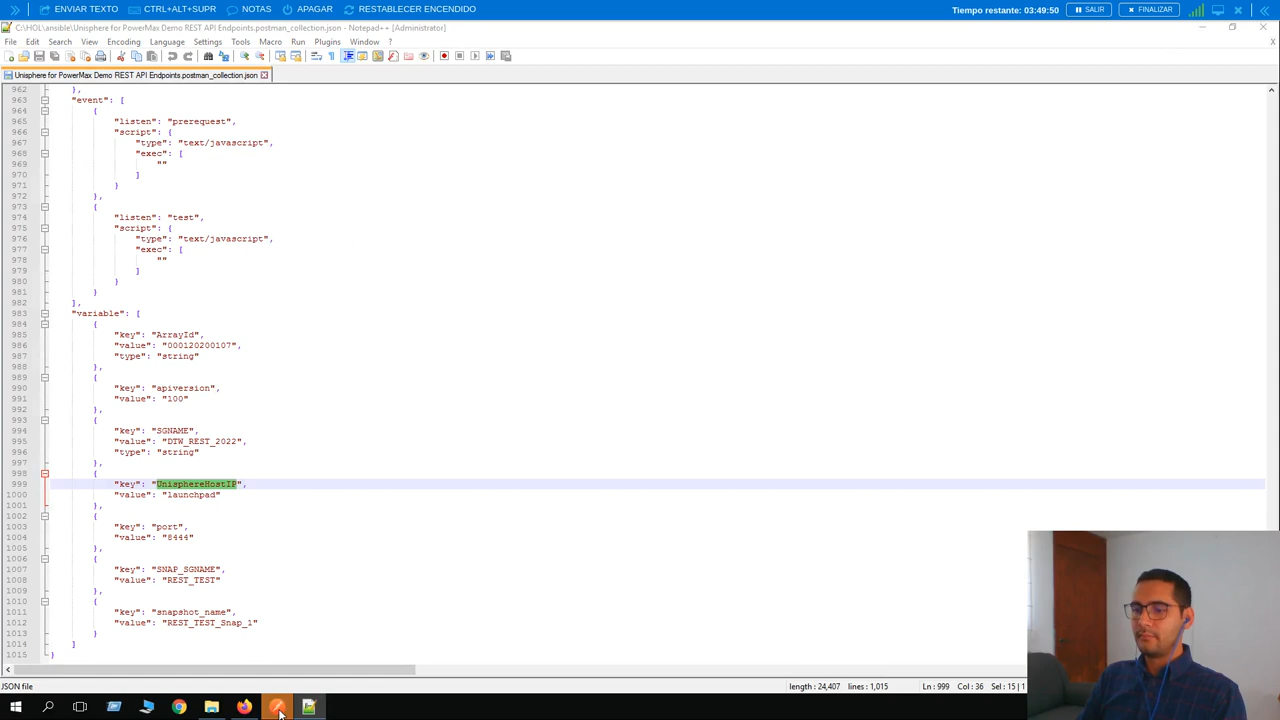 ENVIAR TEXTO CTRL+ALT+SUPR NOTAS APAGAR RESTABLECER ENCENDIDO Tiempo restante: 03:49:50 SALIR FINALIZAR
C:\HOL\ansible\Unisphere for PowerMax Demo REST API Endpoints.postman_collection.json - Notepad++ [Administrator]
File Edit Search View Encoding Language Settings Tools Macro Run Plugins Window ? X
Unisphere for PowerMax Demo REST API Endpoints.postman_collection.json
962 },
963 "event": [
964 {
965 "listen": "prerequest",
966 "script": {
967 "type": "text/javascript",
968 "exec": [
969 ""
970 ]
971 }
972 },
973 {
974 "listen": "test",
975 "script": {
976 "type": "text/javascript",
977 "exec": [
978 ""
979 ]
980 }
981 }
982 ],
983 "variable": [
984 {
985 "key": "ArrayId",
986 "value": "000120200107",
987 "type": "string"
988 },
989 {
990 "key": "apiversion",
991 "value": "100"
992 },
993 {
994 "key": "SGNAME",
995 "value": "DTW_REST_2022",
996 "type": "string"
997 },
998 {
999 "key": "UnisphereHostIP",
1000 "value": "launchpad"
1001 },
1002 {
1003 "key": "port",
1004 "value": "8444"
1005 },
1006 {
1007 "key": "SNAP_SGNAME",
1008 "value": "REST_TEST"
1009 },
1010 {
1011 "key": "snapshot_name",
1012 "value": "REST_TEST_Snap_1"
1013 }
1014 ]
1015 }
JSON file length : 24,407 lines : 1,015 Ln : 999 Col : 36 Sel : 15 | 1